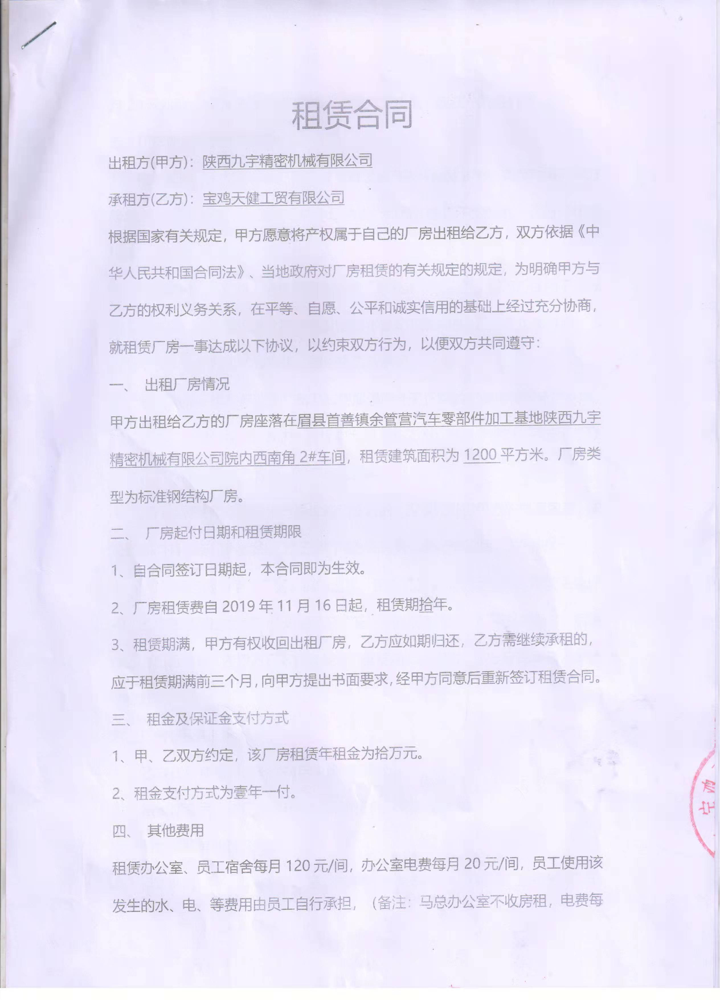 租赁合同
出租方(甲方)：陕西九宇精密机械有限公司
承租方(乙方)：宝鸡天健工贸有限公司
根据国家有关规定，甲方愿意将产权属于自己的厂房出租给乙方，双方依据《中
华人民共和国合同法》、当地政府对厂房租赁的有关规定的规定，为明确甲方与
乙方的权利义务关系，在平等、自愿、公平和诚实信用的基础上经过充分协商，
就租赁厂房一事达成以下协议，以约束双方行为，以便双方共同遵守：
一、 出租厂房情况
甲方出租给乙方的厂房座落在眉县首善镇余管营汽车零部件加工基地陕西九宇
精密机械有限公司院内西南角 2#车间，租赁建筑面积为 1200 平方米。厂房类
型为标准钢结构厂房。
二、 厂房起付日期和租赁期限
1、自合同签订日期起，本合同即为生效。
2、厂房租赁费自 2019 年 11 月 16 日起，租赁期拾年。
3、租赁期满，甲方有权收回出租厂房，乙方应如期归还，乙方需继续承租的，
应于租赁期满前三个月，向甲方提出书面要求，经甲方同意后重新签订租赁合同。
三、 租金及保证金支付方式
1、甲、乙双方约定，该厂房租赁年租金为拾万元。
2、租金支付方式为壹年一付。
四、 其他费用
租赁办公室、员工宿舍每月 120 元/间，办公室电费每月 20 元/间，员工使用该
发生的水、电、等费用由员工自行承担，（备注：马总办公室不收房租，电费每